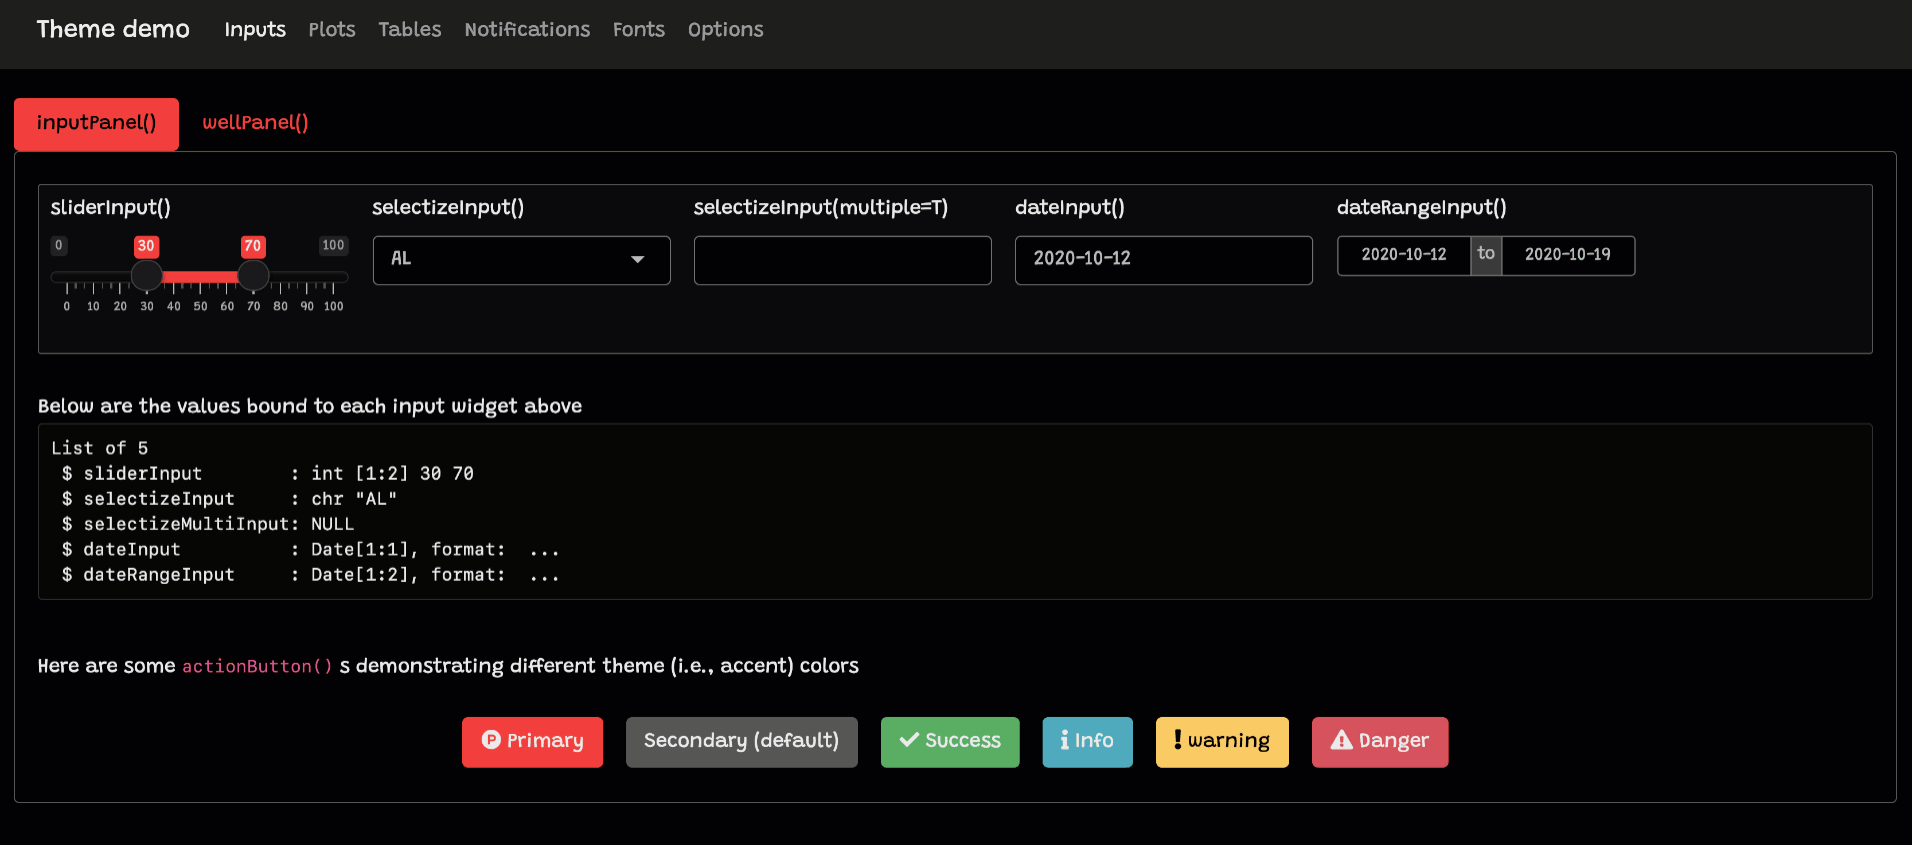 Theme demo Inputs Plots Tables Notifications Fonts Options
inputPanel() wellPanel()
sliderInput() selectizeInput() selectizeInput(multiple=T) dateInput() dateRangeInput()
0 30 70 100
AL 2020-10-12 2020-10-12 to 2020-10-19
0 10 20 30 40 50 60 70 80 90 100
Below are the values bound to each input widget above
List of 5
 $ sliderInput        : int [1:2] 30 70
 $ selectizeInput     : chr "AL"
 $ selectizeMultiInput: NULL
 $ dateInput          : Date[1:1], format:  ...
 $ dateRangeInput     : Date[1:2], format:  ...
Here are some actionButton() s demonstrating different theme (i.e., accent) colors
P Primary Secondary (default) Success i Info ! warning Danger